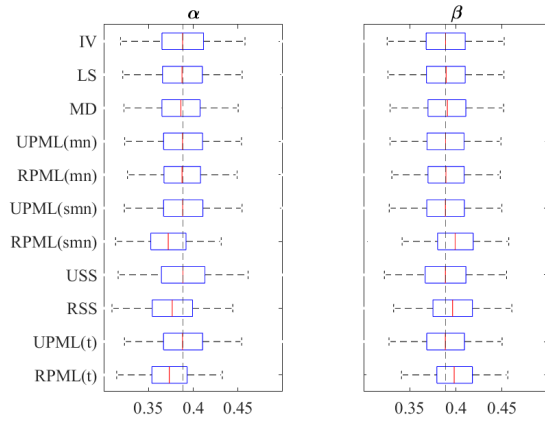 α
β
IV
LS
MD
UPML(mn)
RPML(mn)
UPML(smn)
RPML(smn)
USS
RSS
UPML(t)
RPML(t)
0.35 0.4 0.45
0.35 0.4 0.45